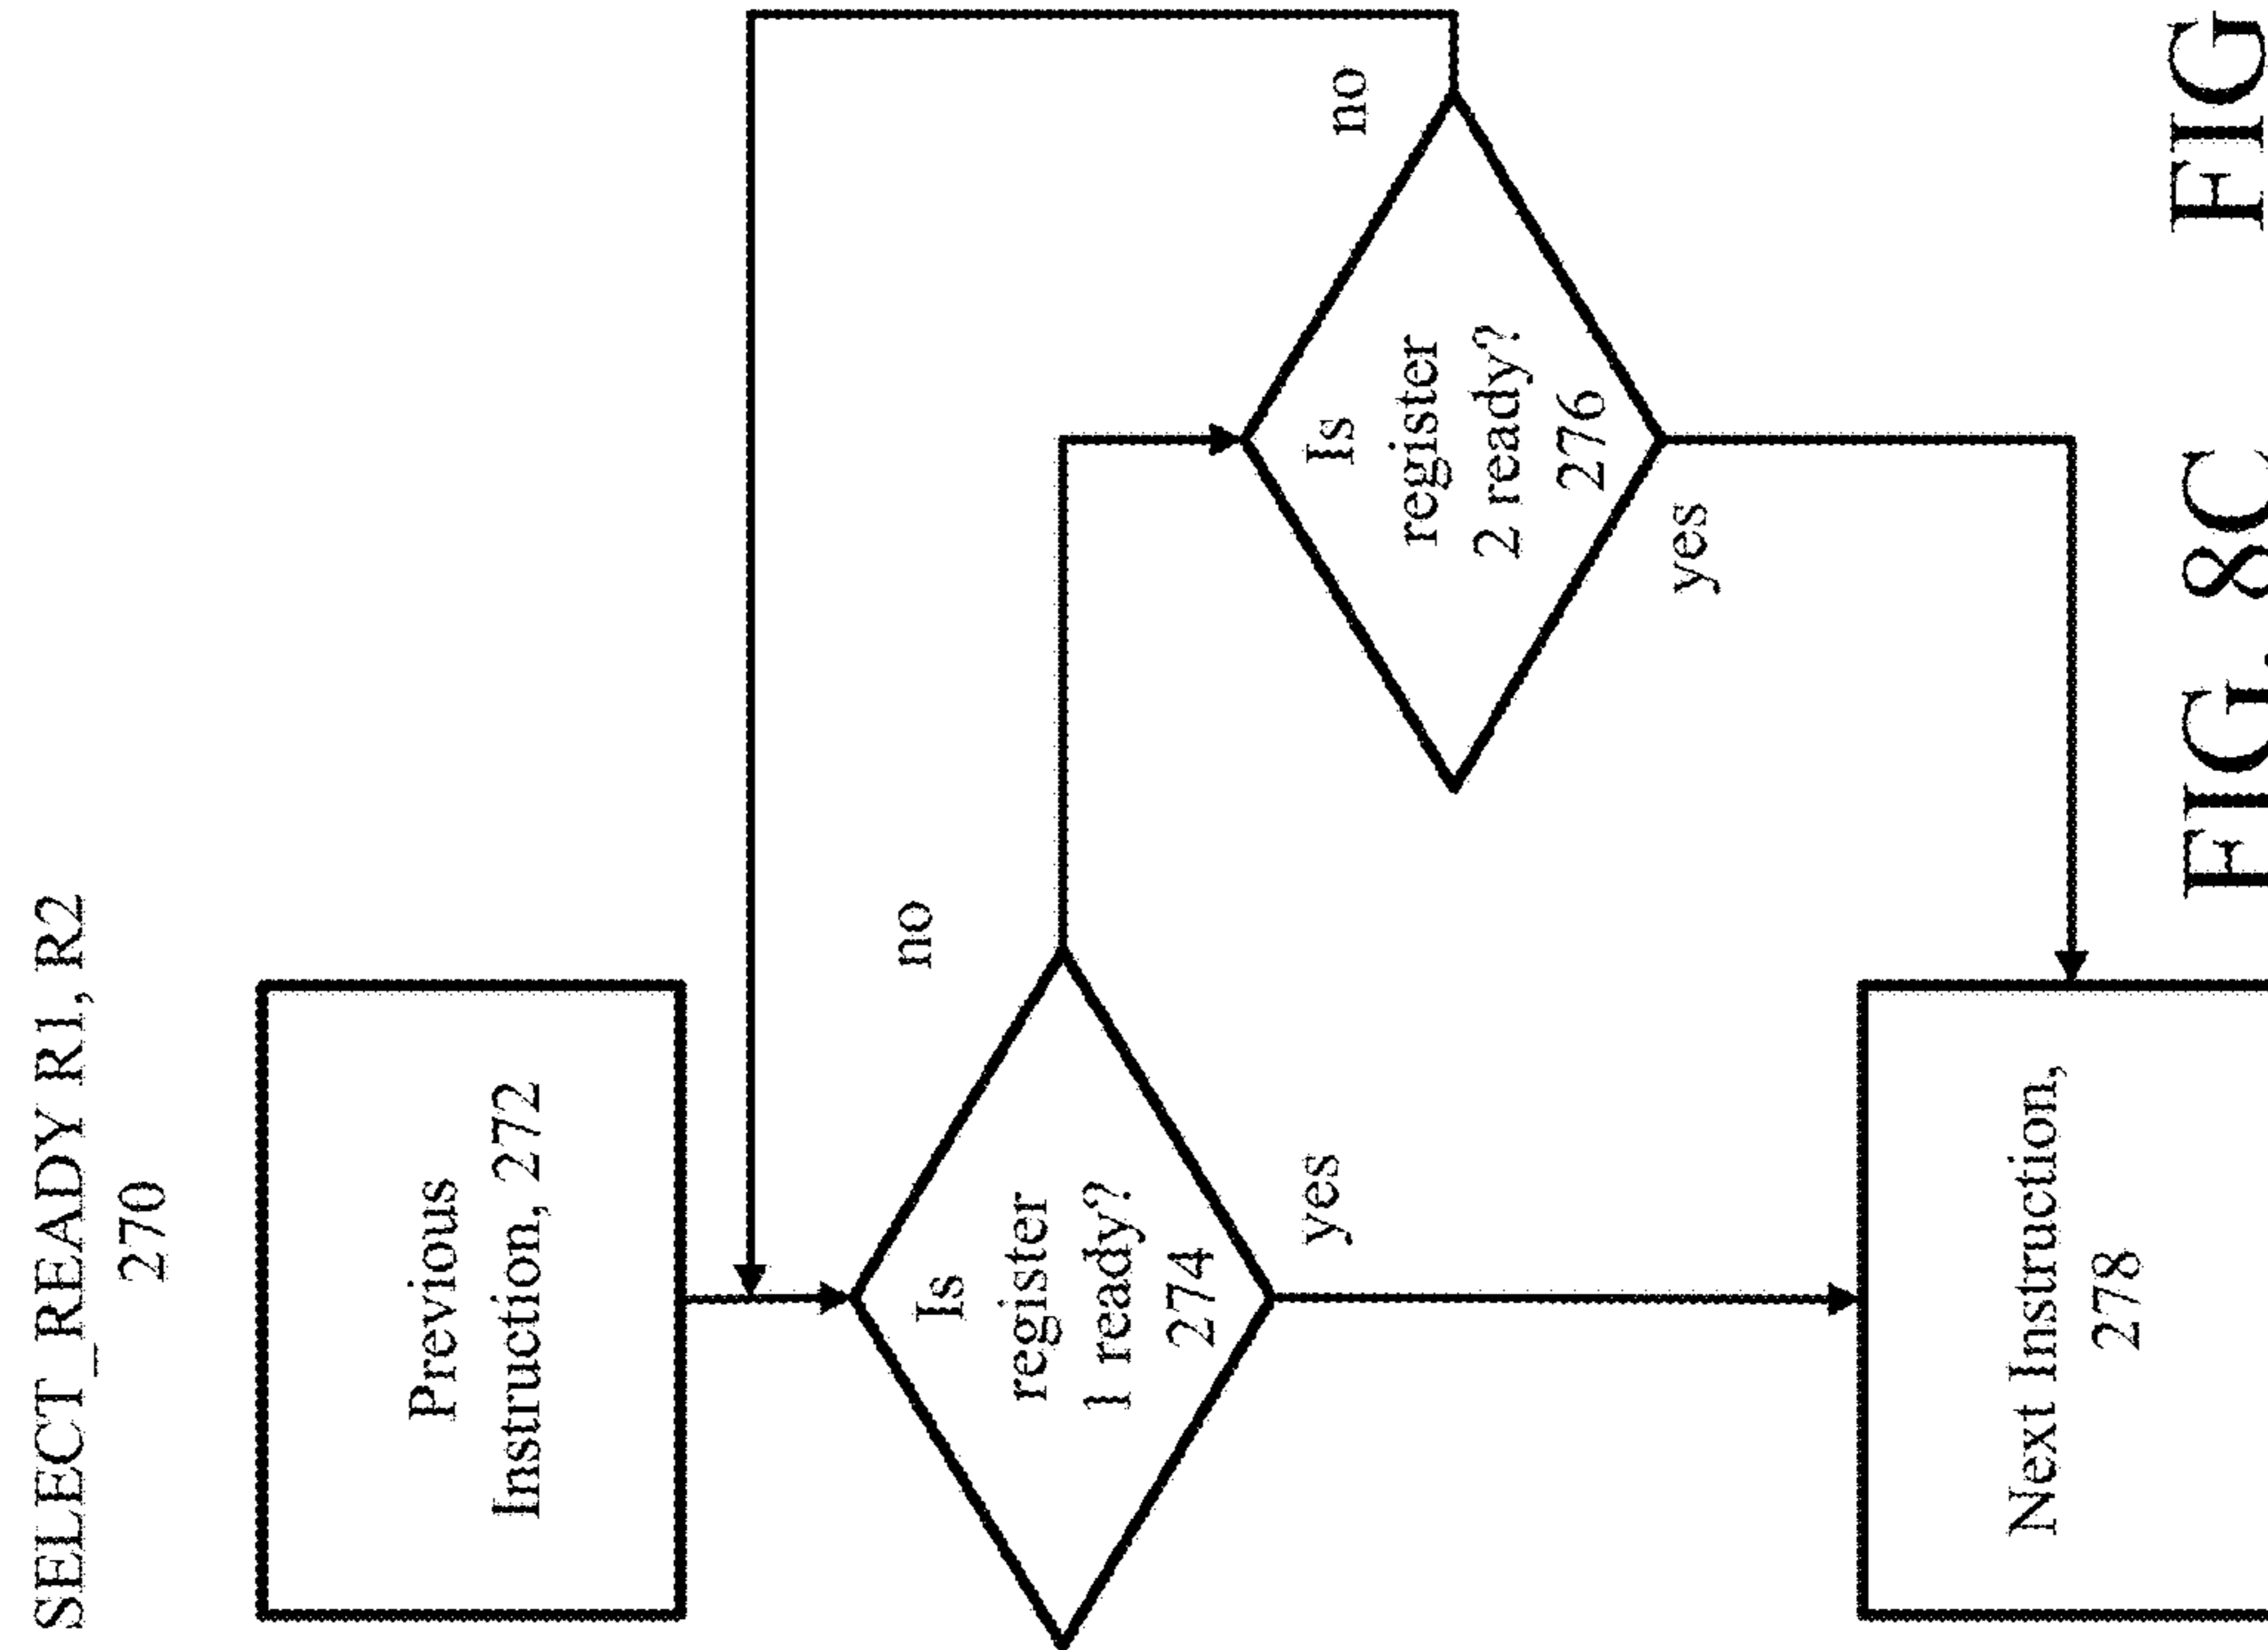 SELECT_READY R1, R2
270
Previous
Instruction, 272
Is
register
1 ready?
274
no
yes
Is
register
2 ready?
276
no
yes
Next Instruction,
278
FIG. 8C
FIG